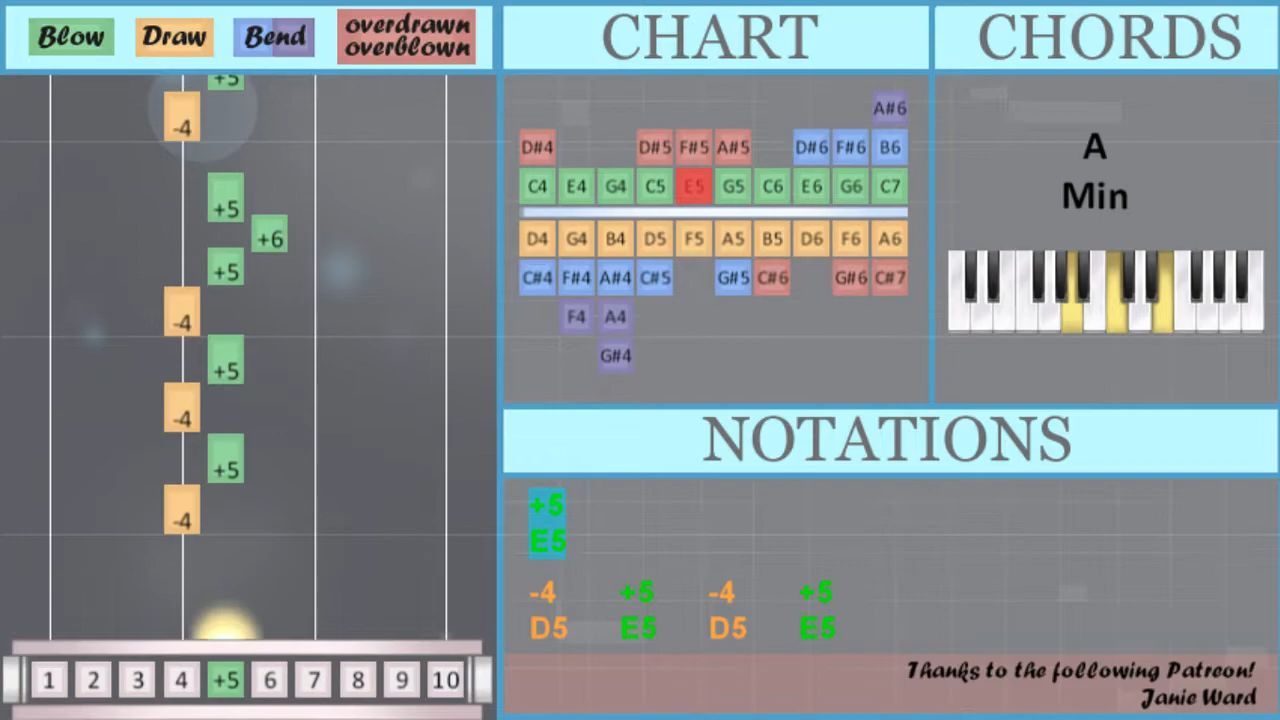 Blow Draw Bend overdrawn
overblown
CHART
CHORDS
+5
-4
+5
+6
+5
-4
+5
-4
+5
-4
1 2 3 4 +5 6 7 8 9 10
A#6
D#4 D#5 F#5 A#5 D#6 F#6 B6
C4 E4 G4 C5 E5 G5 C6 E6 G6 C7
D4 G4 B4 D5 F5 A5 B5 D6 F6 A6
C#4 F#4 A#4 C#5 G#5 C#6 G#6 C#7
F4 A4
G#4
A
Min
NOTATIONS
+5
E5
-4 +5 -4 +5
D5 E5 D5 E5
Thanks to the following Patreon!
Janie Ward